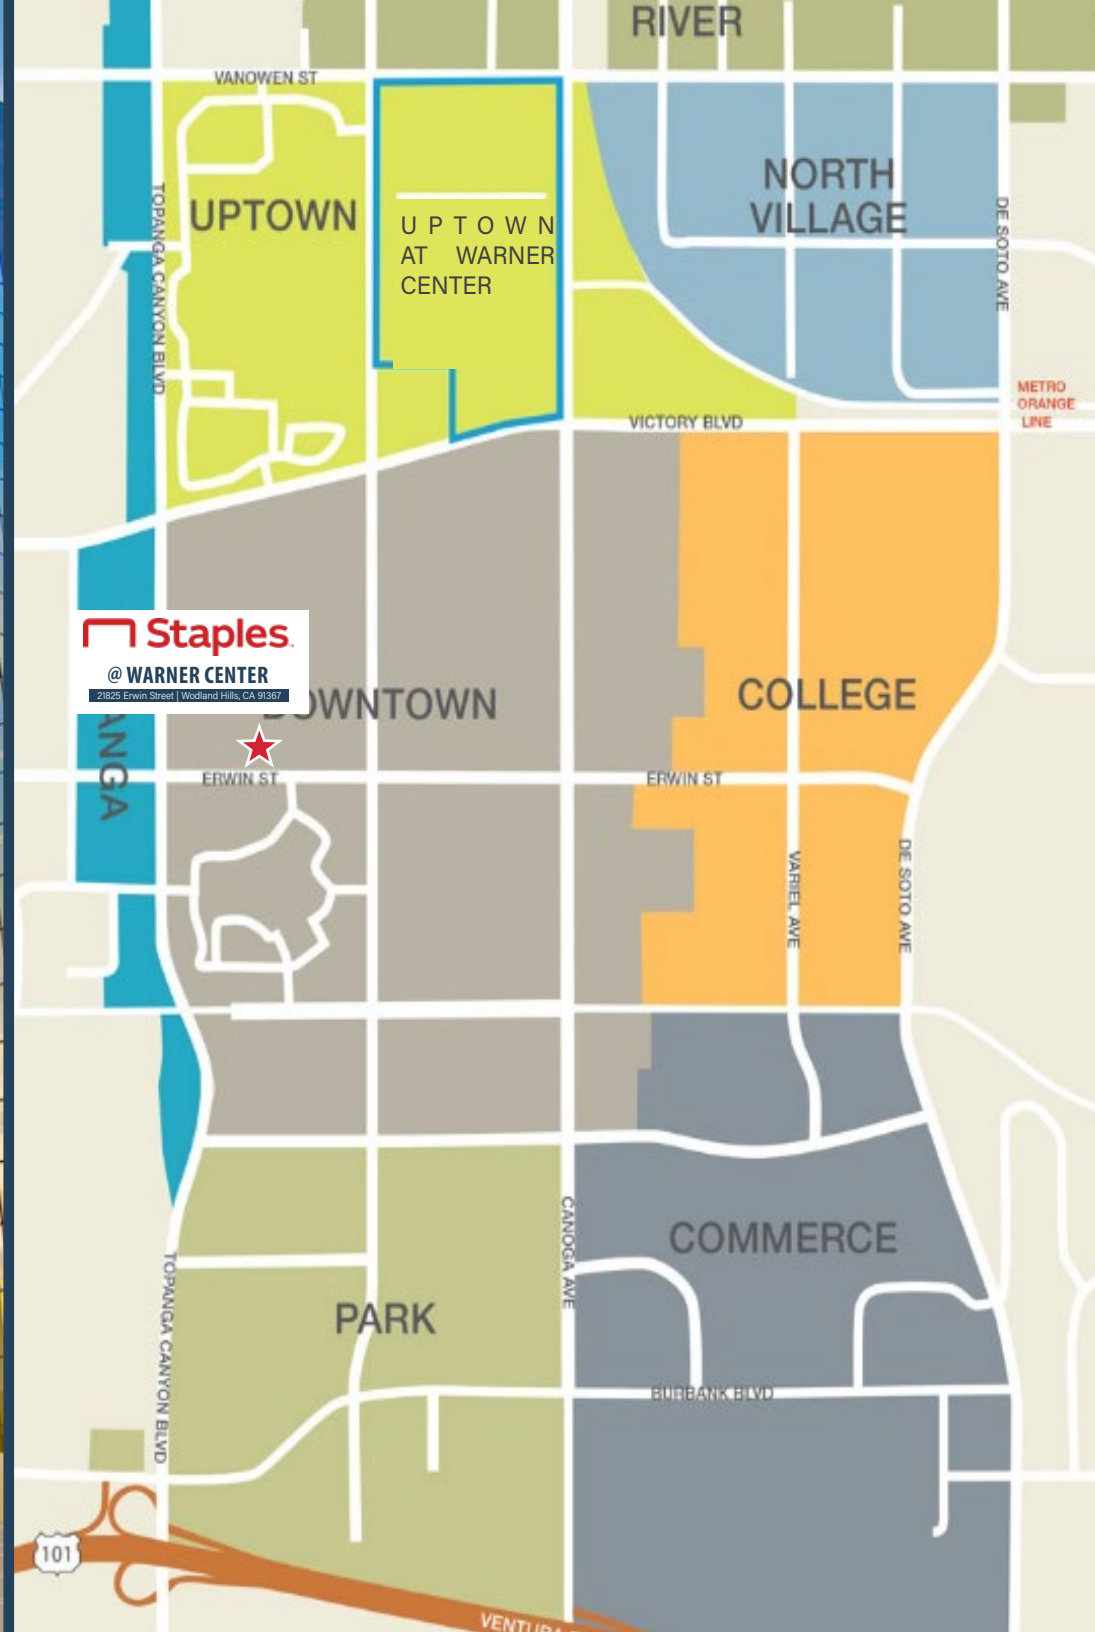 RIVER
VANOWEN ST
NORTH
VILLAGE
UPTOWN
UPTOWN
AT WARNER
CENTER
TOPANGA CANYON BLVD
DE SOTO AVE
METRO
ORANGE
LINE
VICTORY BLVD
Staples
@ WARNER CENTER
21825 Erwin Street | Wodland Hills, CA 91367
DOWNTOWN
COLLEGE
ANGA
ERWIN ST
ERWIN ST
VARIEL AVE
DE SOTO AVE
CANOGA AVE
COMMERCE
TOPANGA CANYON BLVD
PARK
BURBANK BLVD
101
VENTURA